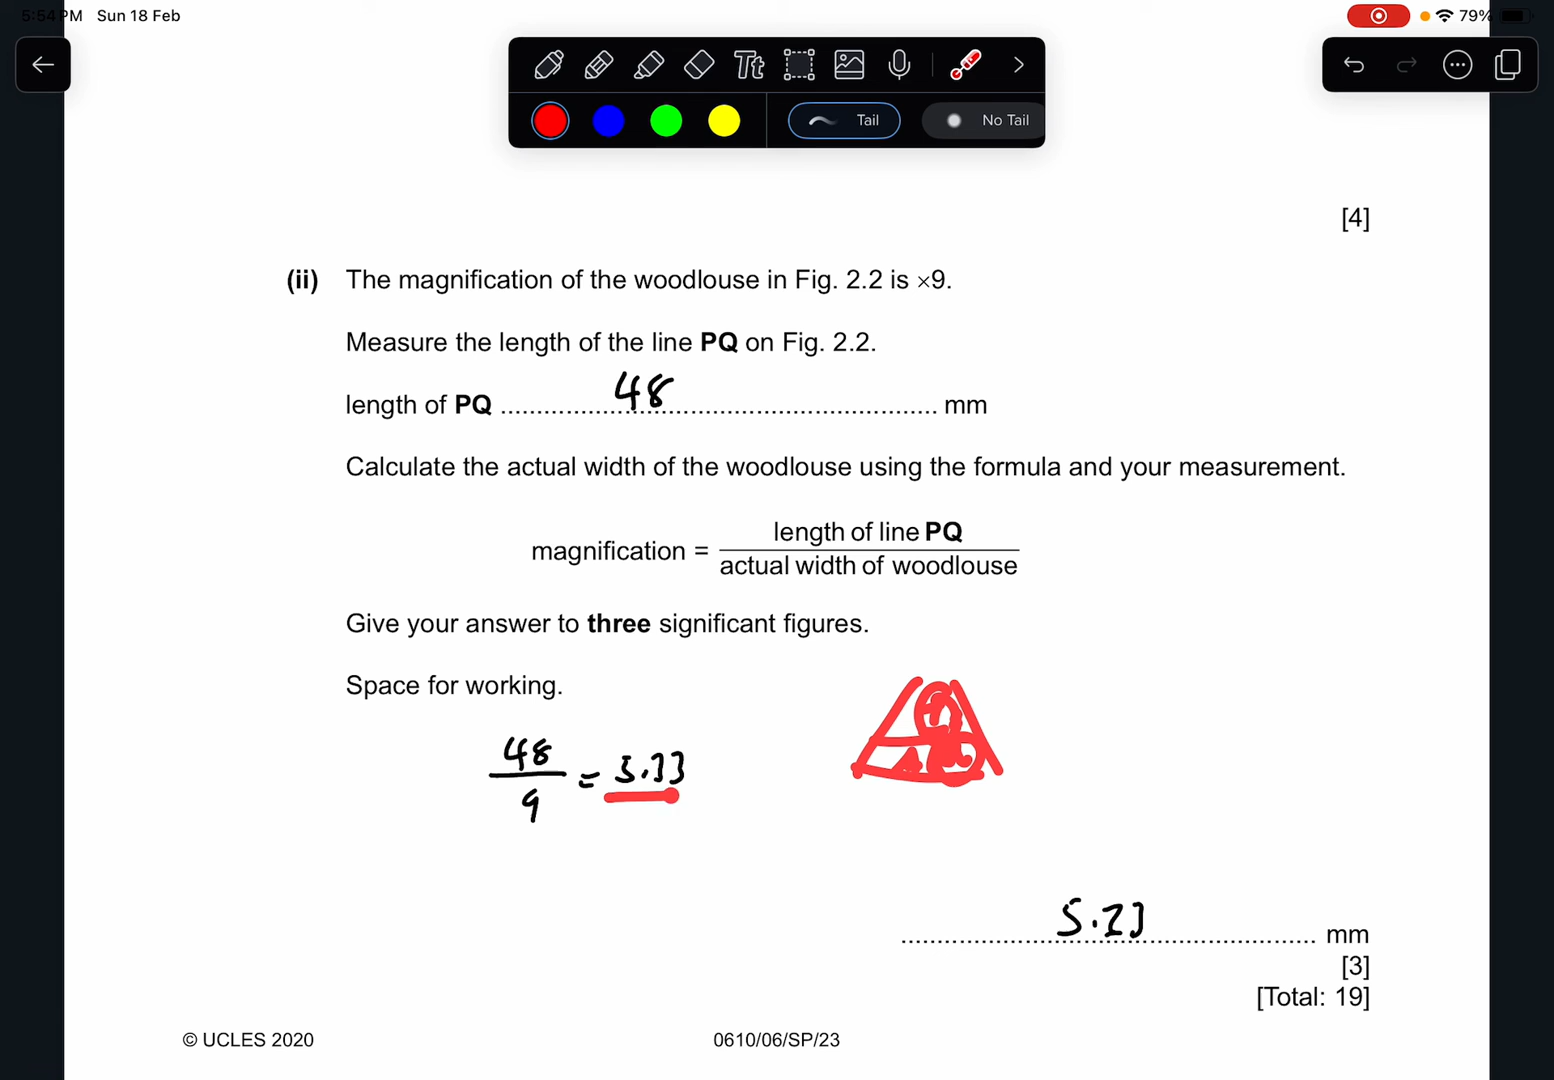 5:54 PM Sun 18 Feb
79%
Tt
Tail
No Tail
[4]
(ii) The magnification of the woodlouse in Fig. 2.2 is ×9.
Measure the length of the line PQ on Fig. 2.2.
length of PQ ............ 48 ............ mm
Calculate the actual width of the woodlouse using the formula and your measurement.
magnification = length of line PQ / actual width of woodlouse
Give your answer to three significant figures.
Space for working.
48 / 9 = 5.33
............ 5.33 ............ mm
[3]
[Total: 19]
© UCLES 2020
0610/06/SP/23